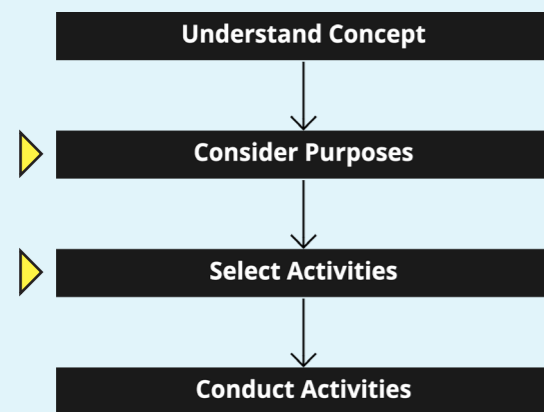 Understand Concept
Consider Purposes
Select Activities
Conduct Activities